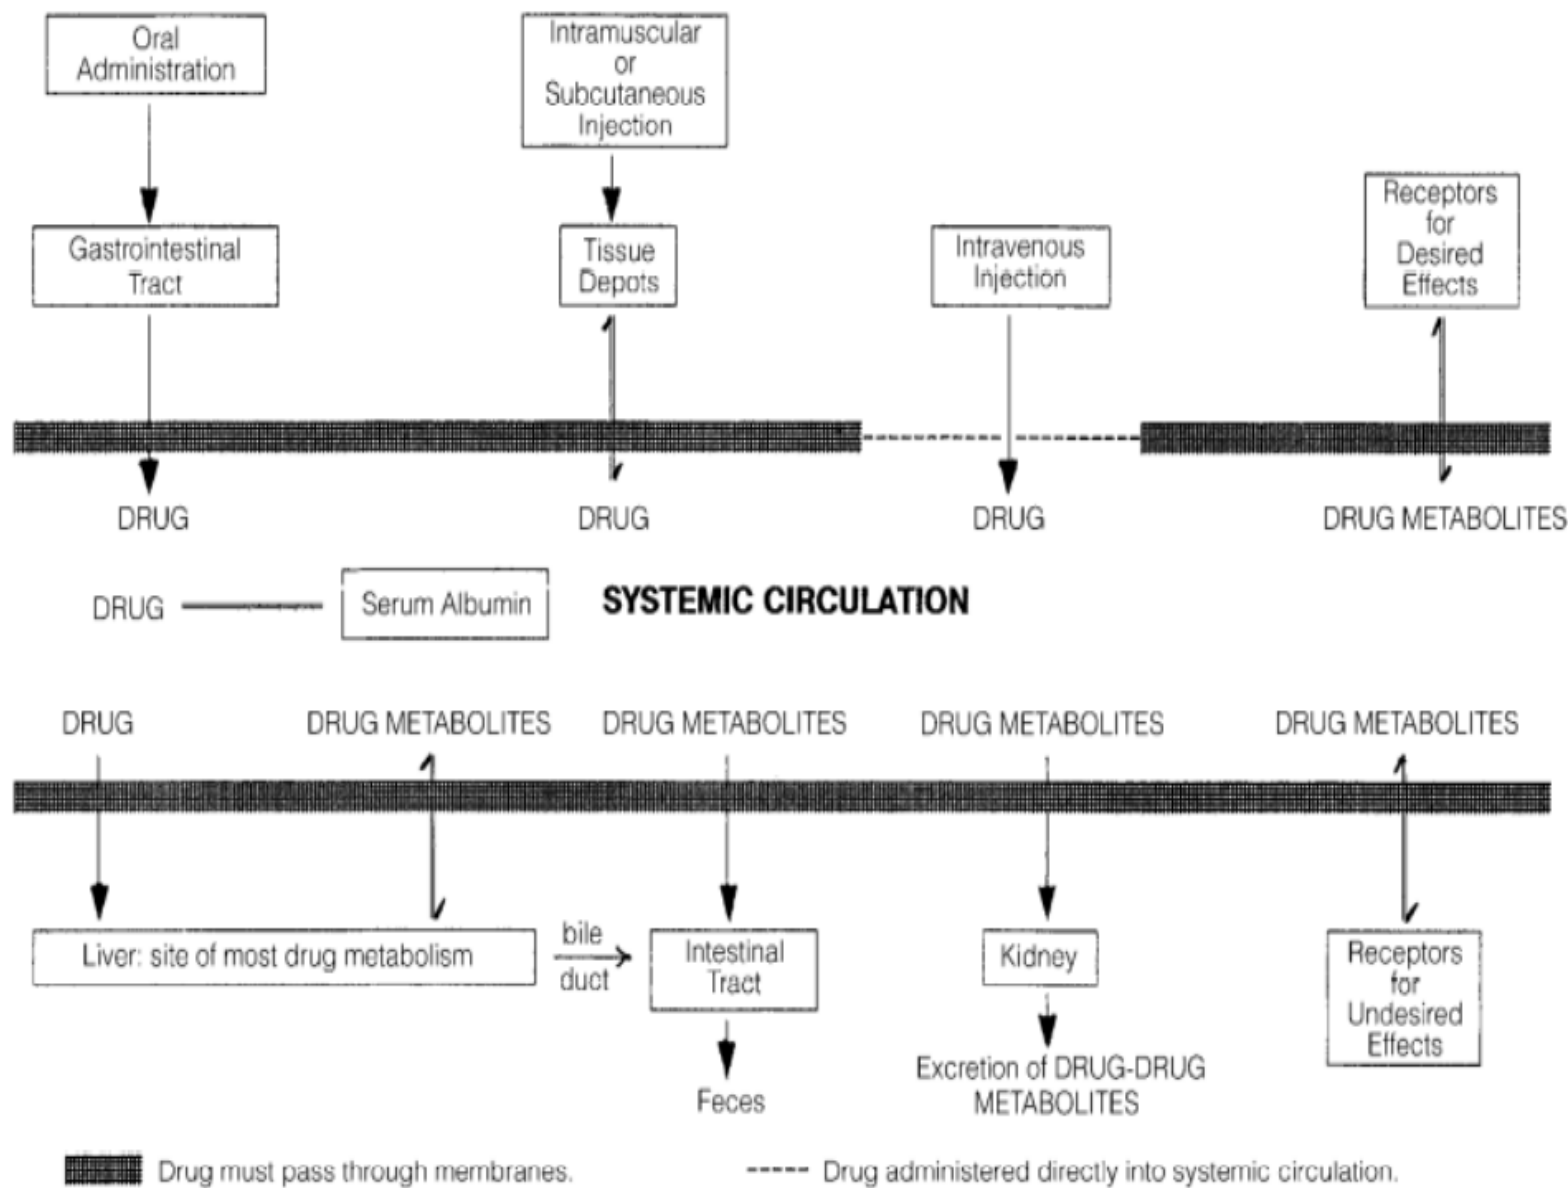 Oral
Administration
Intramuscular
or
Subcutaneous
Injection
Gastrointestinal
Tract
Tissue
Depots
Intravenous
Injection
Receptors
for
Desired
Effects
DRUG
DRUG
DRUG
DRUG METABOLITES
DRUG
Serum Albumin
SYSTEMIC CIRCULATION
DRUG
DRUG METABOLITES
DRUG METABOLITES
DRUG METABOLITES
DRUG METABOLITES
Liver: site of most drug metabolism
bile
duct
Intestinal
Tract
Kidney
Receptors
for
Undesired
Effects
Feces
Excretion of DRUG-DRUG
METABOLITES
Drug must pass through membranes.
Drug administered directly into systemic circulation.